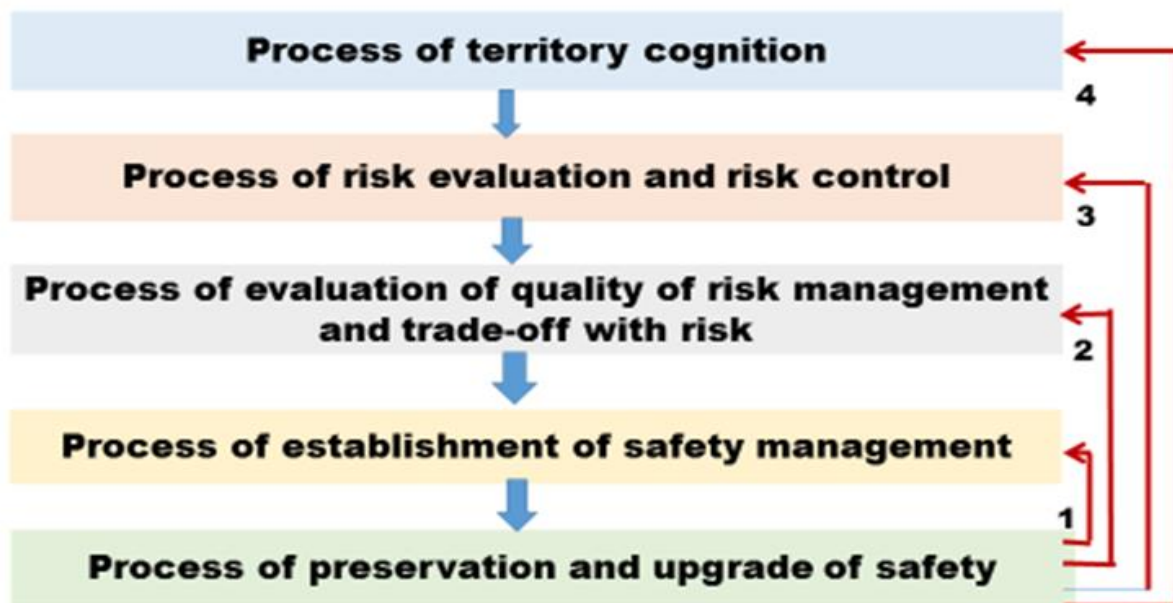 Process of territory cognition
4
Process of risk evaluation and risk control
3
Process of evaluation of quality of risk management
and trade-off with risk
2
Process of establishment of safety management
1
Process of preservation and upgrade of safety